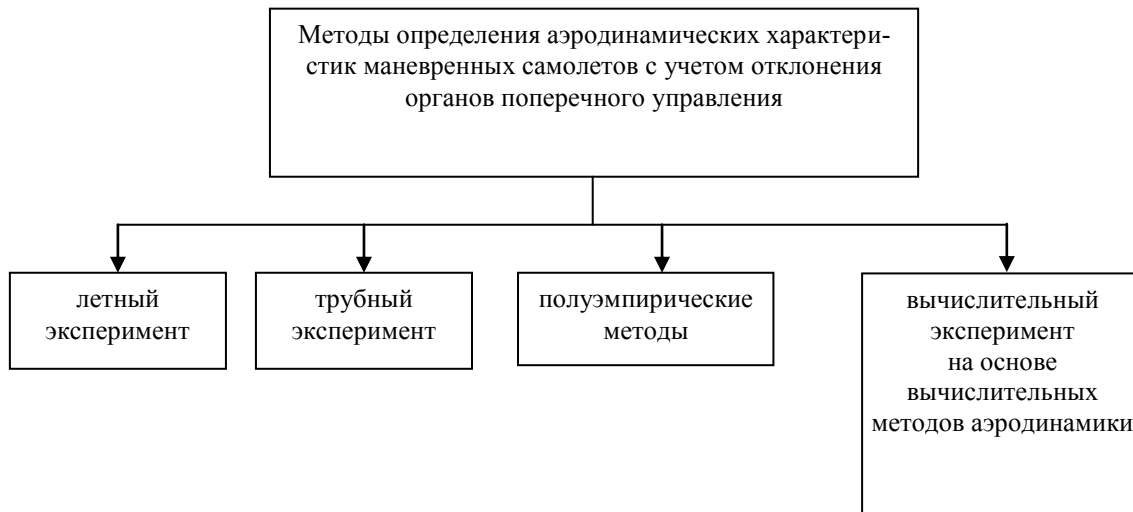 Методы определения аэродинамических характери-
стик маневренных самолетов с учетом отклонения
органов поперечного управления
летный
эксперимент
трубный
эксперимент
полуэмпирические
методы
вычислительный
эксперимент
на основе
вычислительных
методов аэродинамики